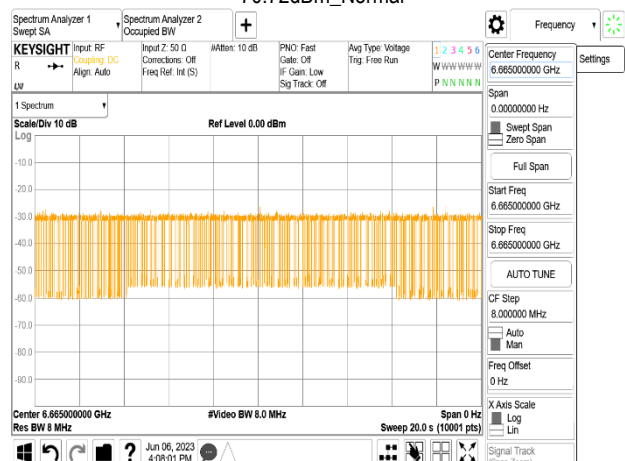 70.72dBm_Normal
Spectrum Analyzer 1
Swept SA
Spectrum Analyzer 2
Occupied BW
+
Frequency
KEYSIGHT
R
LXI
Input: RF
Coupling: DC
Align: Auto
Input Z: 50 Ω
Corrections: Off
Freq Ref: Int (S)
#Atten: 10 dB
PNO: Fast
Gate: Off
IF Gain: Low
Sig Track: Off
Avg Type: Voltage
Trig: Free Run
1 2 3 4 5 6
W W W W W W
P N N N N N
Center Frequency
6.665000000 GHz
Settings
Span
0.00000000 Hz
Swept Span
Zero Span
Full Span
Start Freq
6.665000000 GHz
Stop Freq
6.665000000 GHz
AUTO TUNE
CF Step
8.000000 MHz
Auto
Man
Freq Offset
0 Hz
X Axis Scale
Log
Lin
Signal Track
(Span Zoom)
1 Spectrum
Scale/Div 10 dB
Ref Level 0.00 dBm
Log
-10.0
-20.0
-30.0
-40.0
-50.0
-60.0
-70.0
-80.0
-90.0
Center 6.665000000 GHz
#Video BW 8.0 MHz
Span 0 Hz
Res BW 8 MHz
Sweep 20.0 s (10001 pts)
?
Jun 06, 2023
4:08:01 PM